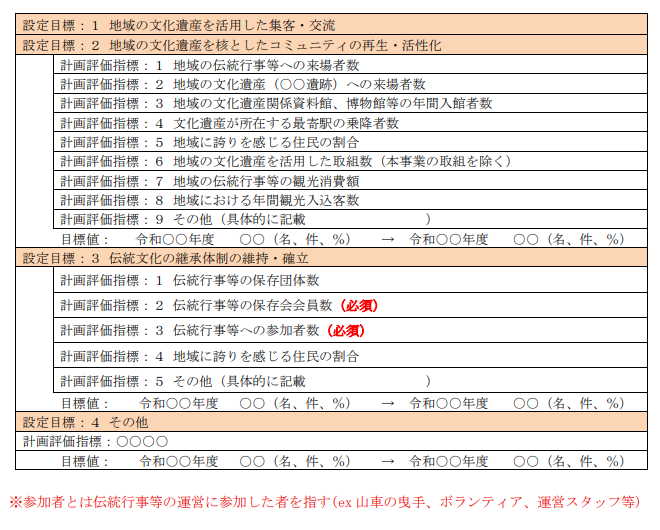 設定目標：１ 地域の文化遺産を活用した集客・交流
設定目標：２ 地域の文化遺産を核としたコミュニティの再生・活性化
計画評価指標：１ 地域の伝統行事等への来場者数
計画評価指標：２ 地域の文化遺産（〇〇遺跡）への来場者数
計画評価指標：３ 地域の文化遺産関係資料館、博物館等の年間入館者数
計画評価指標：４ 文化遺産が所在する最寄駅の乗降者数
計画評価指標：５ 地域に誇りを感じる住民の割合
計画評価指標：６ 地域の文化遺産を活用した取組数（本事業の取組を除く）
計画評価指標：７ 地域の伝統行事等の観光消費額
計画評価指標：８ 地域における年間観光入込客数
計画評価指標：９ その他（具体的に記載　　　　　　　　　）
目標値：　令和〇〇年度　〇〇（名、件、％）　→　令和〇〇年度　〇〇（名、件、％）
設定目標：３ 伝統文化の継承体制の維持・確立
計画評価指標：１ 伝統行事等の保存団体数
計画評価指標：２ 伝統行事等の保存会会員数（必須）
計画評価指標：３ 伝統行事等への参加者数（必須）
計画評価指標：４ 地域に誇りを感じる住民の割合
計画評価指標：５ その他（具体的に記載　　　　　　　　　）
目標値：　令和〇〇年度　〇〇（名、件、％）　→　令和〇〇年度　〇〇（名、件、％）
設定目標：４ その他
計画評価指標：〇〇〇〇
目標値：　令和〇〇年度　〇〇（名、件、％）　→　令和〇〇年度　〇〇（名、件、％）
※参加者とは伝統行事等の運営に参加した者を指す(ex 山車の曳手、ボランティア、運営スタッフ等)